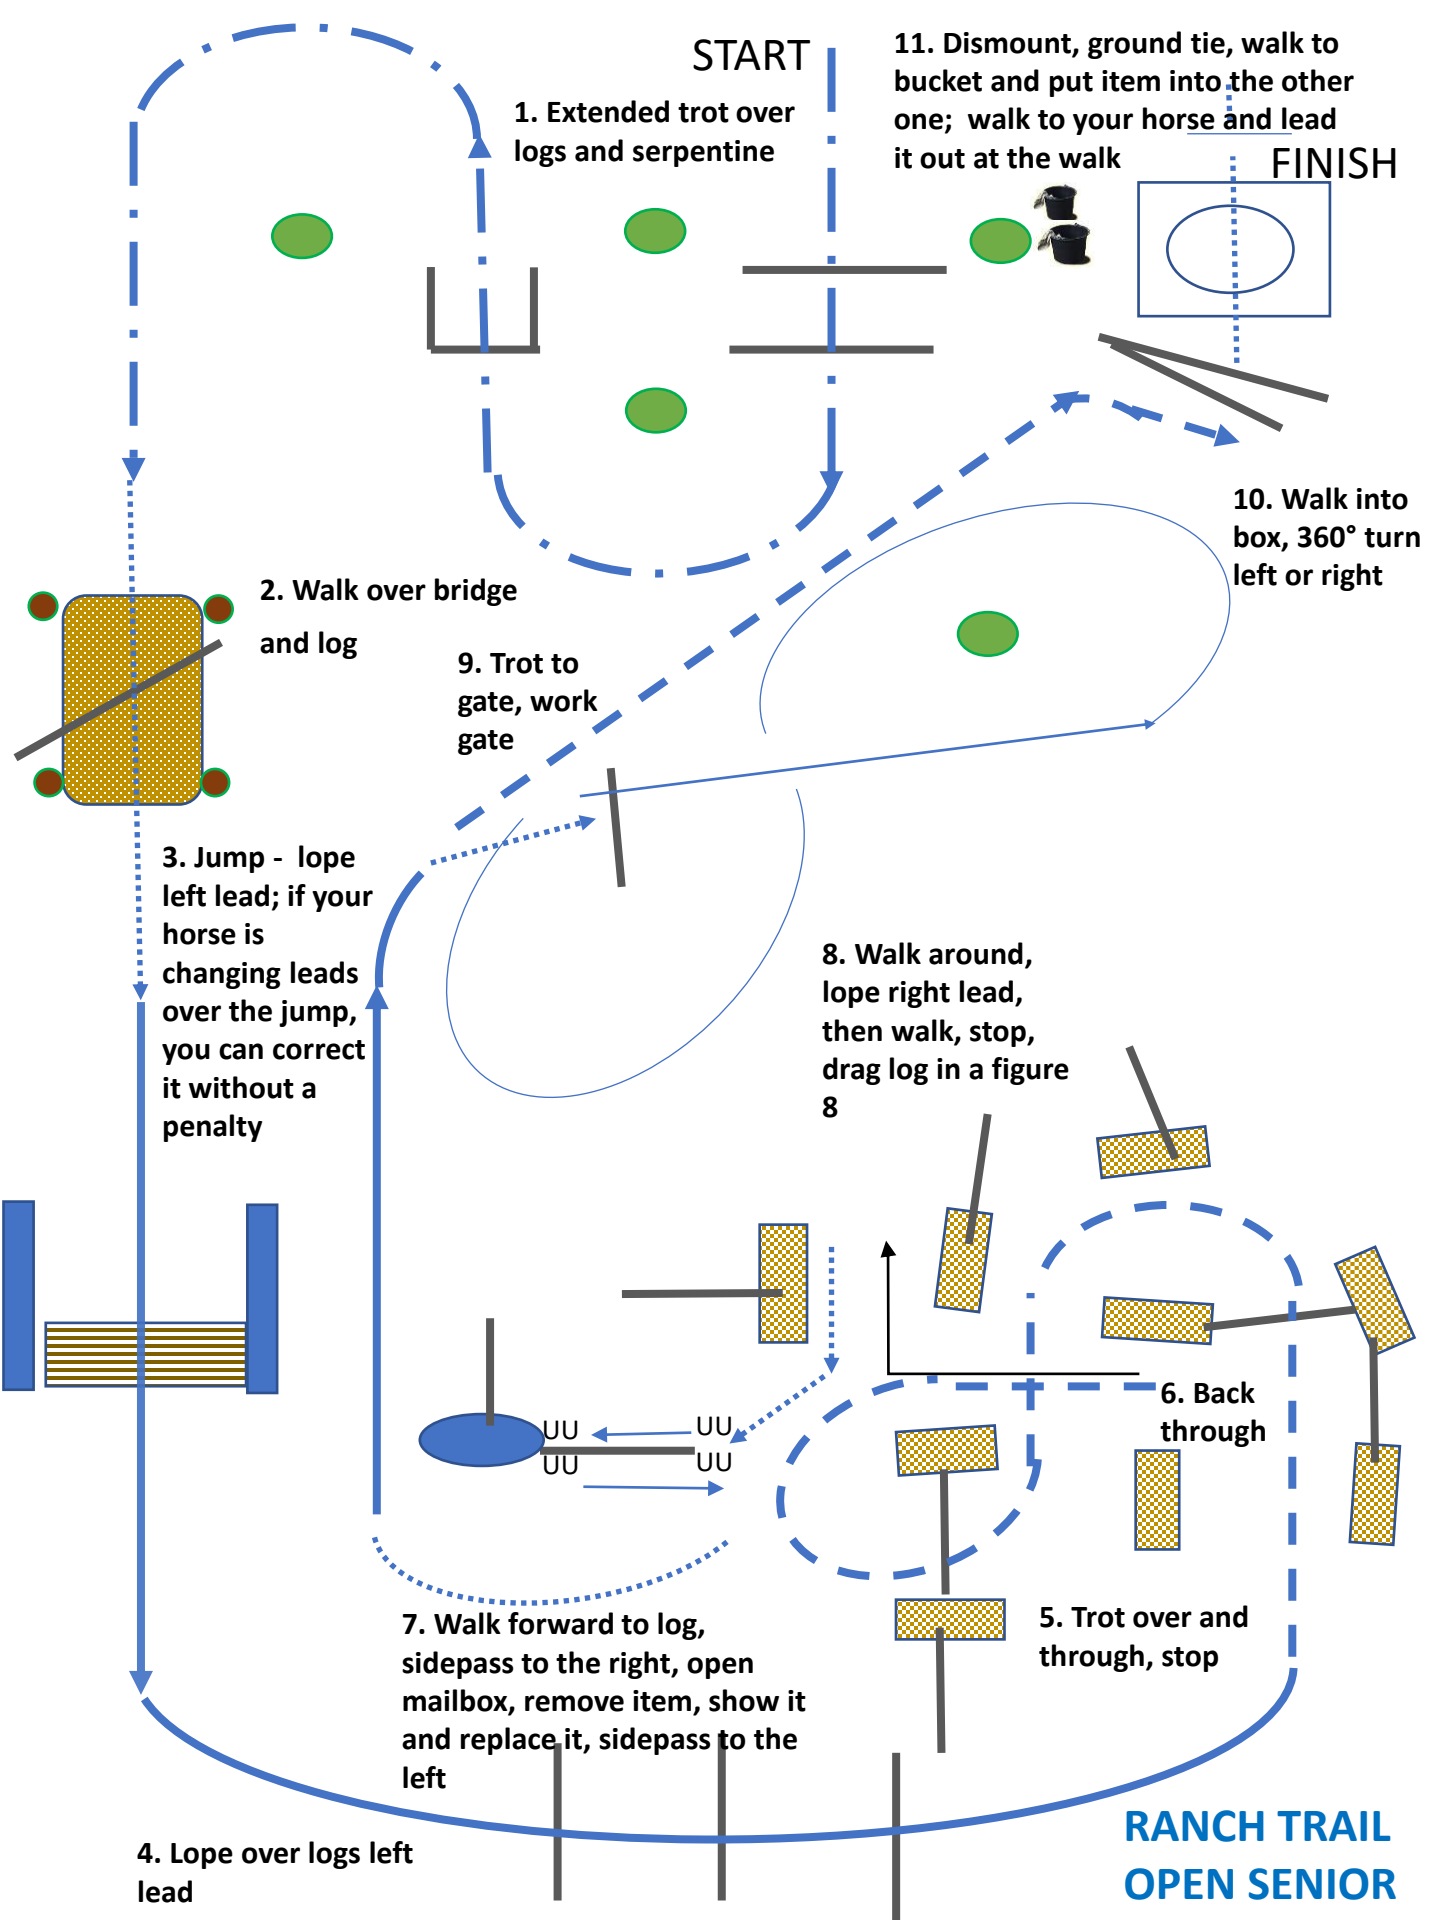 START
1. Extended trot over
logs and serpentine
11. Dismount, ground tie, walk to
bucket and put item into the other
one;  walk to your horse and lead
it out at the walk
FINISH
10. Walk into
box, 360° turn
left or right
2. Walk over bridge
and log
9. Trot to
gate, work
gate
3. Jump -  lope
left lead; if your
horse is
changing leads
over the jump,
you can correct
it without a
penalty
8. Walk around,
lope right lead,
then walk, stop,
drag log in a figure
8
6. Back
through
UU
UU
UU
UU
5. Trot over and
through, stop
7. Walk forward to log,
sidepass to the right, open
mailbox, remove item, show it
and replace it, sidepass to the
left
4. Lope over logs left
lead
RANCH TRAIL
OPEN SENIOR